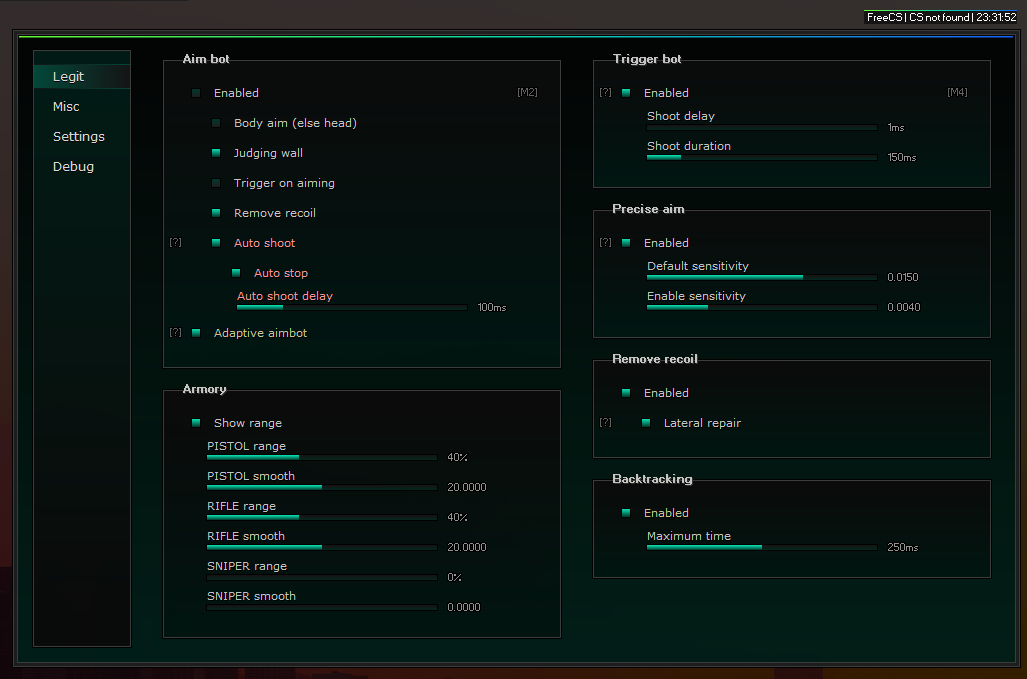 FreeCS | CS not found | 23:31:52
Legit
Misc
Settings
Debug
Aim bot
Enabled [M2]
Body aim (else head)
Judging wall
Trigger on aiming
Remove recoil
[?] Auto shoot
Auto stop
Auto shoot delay
100ms
[?] Adaptive aimbot
Armory
Show range
PISTOL range
40%
PISTOL smooth
20.0000
RIFLE range
40%
RIFLE smooth
20.0000
SNIPER range
0%
SNIPER smooth
0.0000
Trigger bot
[?] Enabled [M4]
Shoot delay
1ms
Shoot duration
150ms
Precise aim
[?] Enabled
Default sensitivity
0.0150
Enable sensitivity
0.0040
Remove recoil
Enabled
[?] Lateral repair
Backtracking
Enabled
Maximum time
250ms